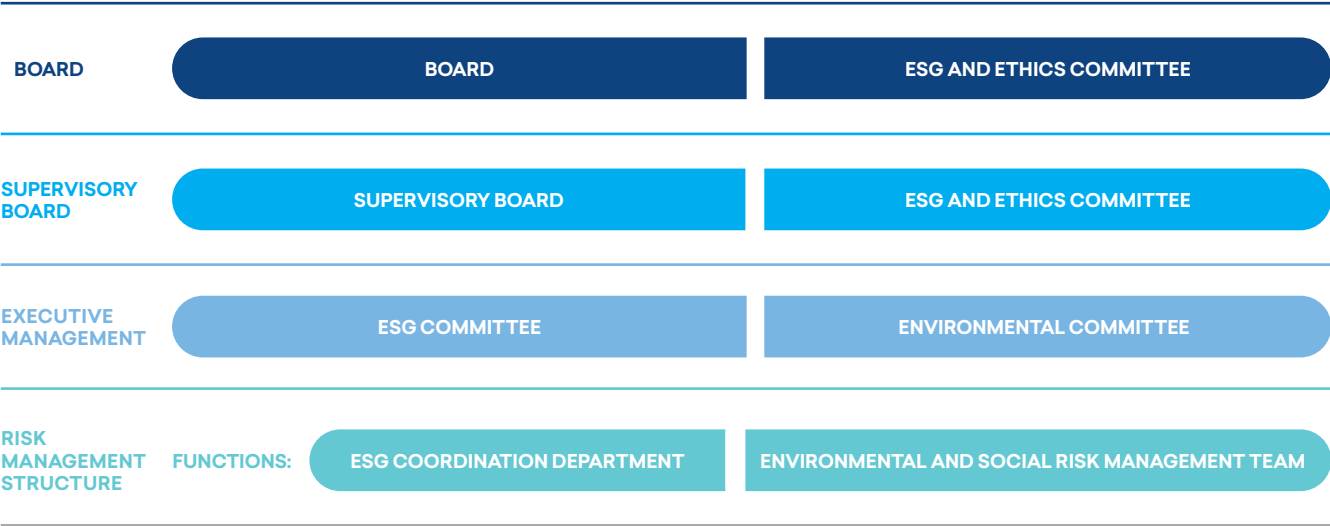 BOARD
BOARD
ESG AND ETHICS COMMITTEE
SUPERVISORY
BOARD
SUPERVISORY BOARD
ESG AND ETHICS COMMITTEE
EXECUTIVE
MANAGEMENT
ESG COMMITTEE
ENVIRONMENTAL COMMITTEE
RISK
MANAGEMENT
STRUCTURE
FUNCTIONS:
ESG COORDINATION DEPARTMENT
ENVIRONMENTAL AND SOCIAL RISK MANAGEMENT TEAM